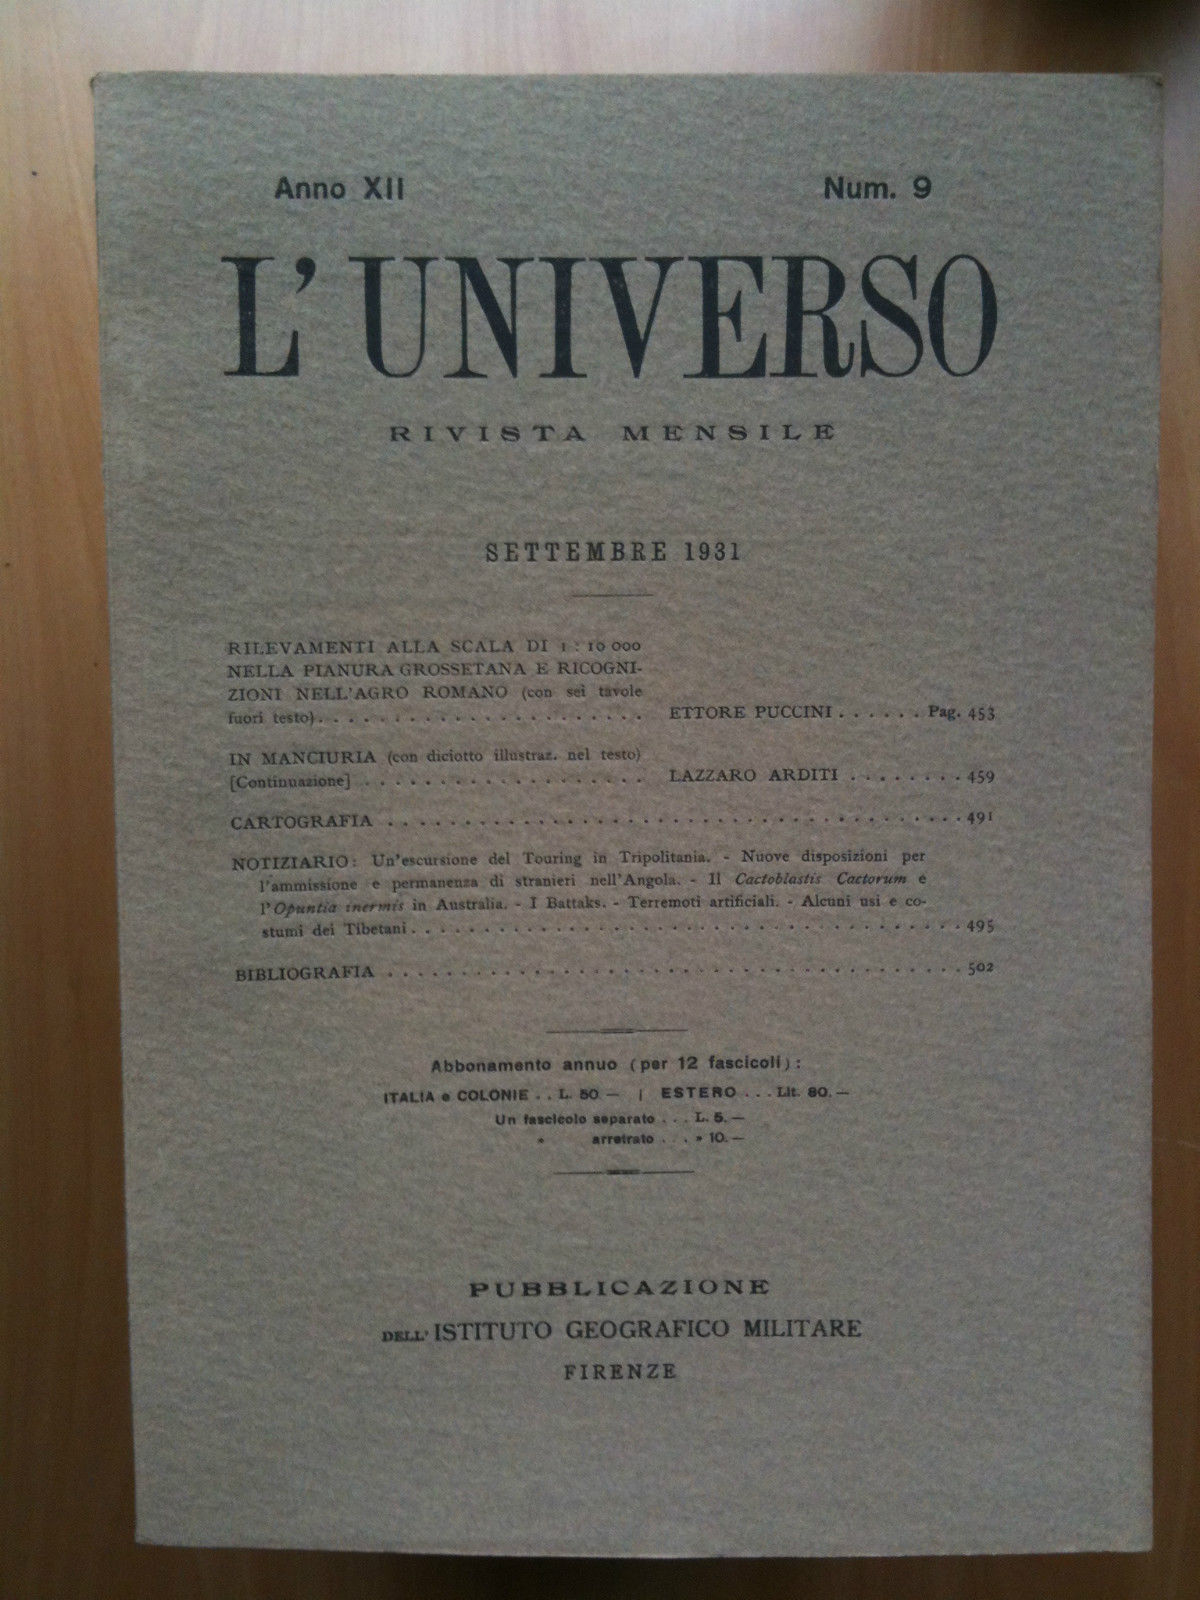 Anno XII Num. 9
L'UNIVERSO
RIVISTA MENSILE
SETTEMBRE 1931
RILEVAMENTI ALLA SCALA DI 1 : 10 000
NELLA PIANURA GROSSETANA E RICOGNI-
ZIONI NELL'AGRO ROMANO (con sei tavole
fuori testo) . . . . . . . . . . . . . . . . . . . . . ETTORE PUCCINI . . . . . . Pag. 453
IN MANCIURIA (con diciotto illustraz. nel testo)
[Continuazione] . . . . . . . . . . . . . . . . . . LAZZARO ARDITI . . . . . . . . 459
CARTOGRAFIA . . . . . . . . . . . . . . . . . . . . . . . . . . . . . . . . . . . . . 491
NOTIZIARIO: Un'escursione del Touring in Tripolitania. - Nuove disposizioni per
l'ammissione e permanenza di stranieri nell'Angola. - Il Cactoblastis Cactorum e
l'Opuntia inermis in Australia. - I Battaks. - Terremoti artificiali. - Alcuni usi e co-
stumi dei Tibetani . . . . . . . . . . . . . . . . . . . . . . . . . . . . . . . . . . . 495
BIBLIOGRAFIA . . . . . . . . . . . . . . . . . . . . . . . . . . . . . . . . . . . . . 502
Abbonamento annuo (per 12 fascicoli):
ITALIA e COLONIE . . L. 50.— | ESTERO . . . Lit. 80.—
Un fascicolo separato . . . L. 5.—
» arretrato . . . » 10.—
PUBBLICAZIONE
DELL' ISTITUTO GEOGRAFICO MILITARE
FIRENZE